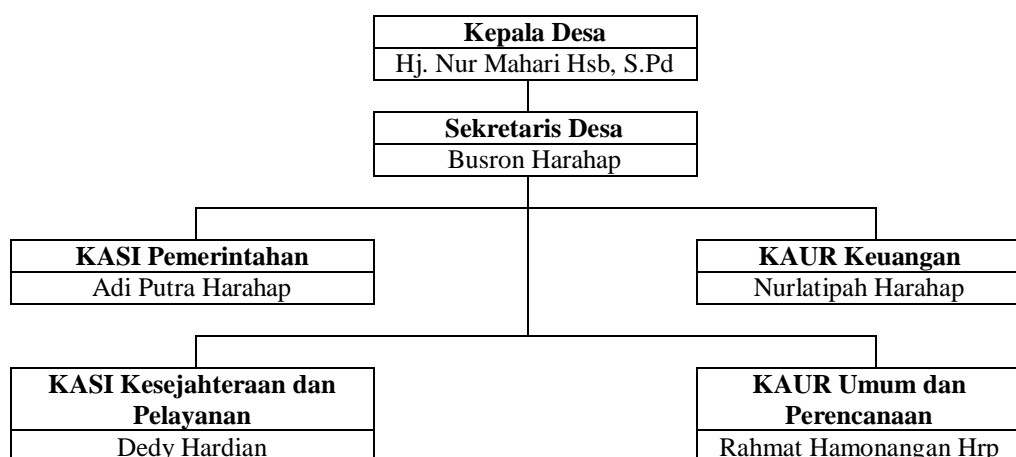 Kepala Desa
Hj. Nur Mahari Hsb, S.Pd
Sekretaris Desa
Busron Harahap
KASI Pemerintahan
Adi Putra Harahap
KAUR Keuangan
Nurlatipah Harahap
KASI Kesejahteraan dan
Pelayanan
Dedy Hardian
KAUR Umum dan
Perencanaan
Rahmat Hamonangan Hrp